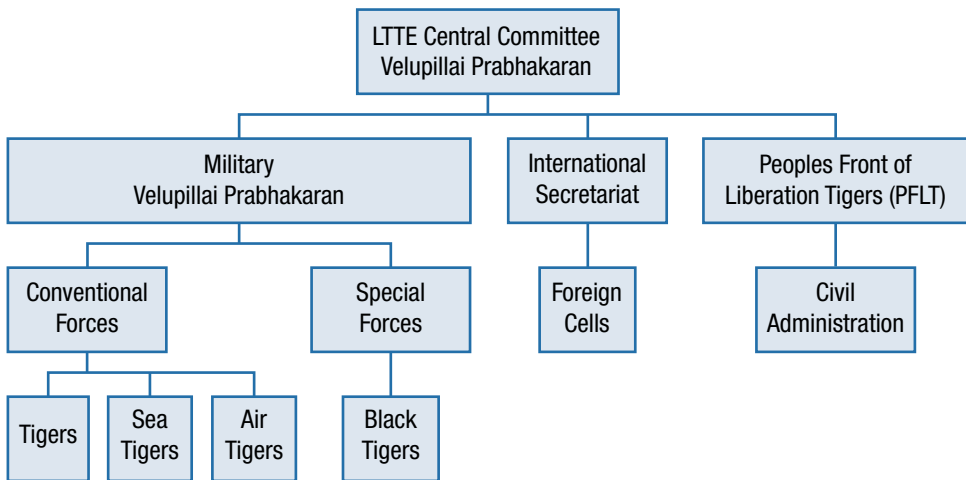 LTTE Central Committee
Velupillai Prabhakaran
Military
Velupillai Prabhakaran
International
Secretariat
Peoples Front of
Liberation Tigers (PFLT)
Conventional
Forces
Special
Forces
Foreign
Cells
Civil
Administration
Tigers
Sea
Tigers
Air
Tigers
Black
Tigers